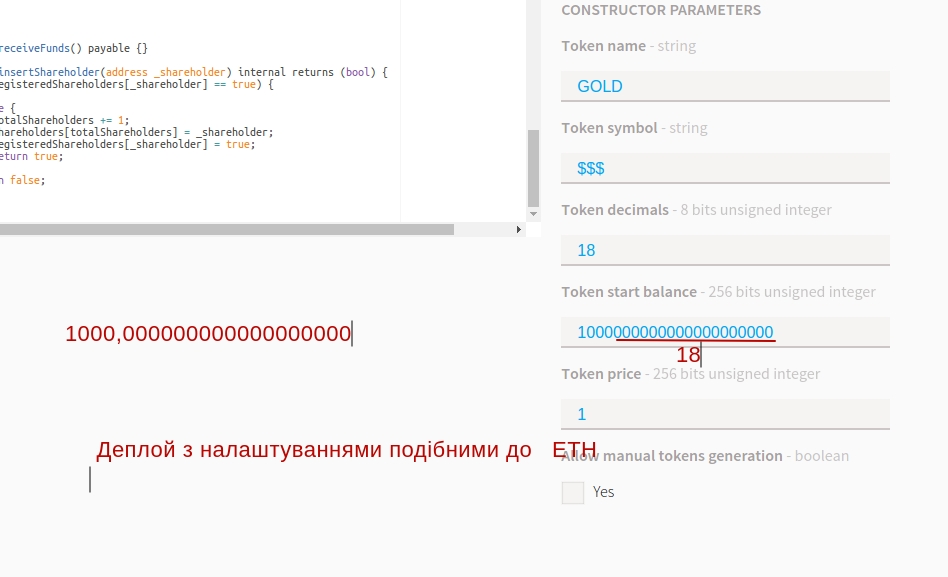 receiveFunds() payable {}
insertShareholder(address _shareholder) internal returns (bool) {
egisteredShareholders[_shareholder] == true) {
e {
otalShareholders += 1;
hareholders[totalShareholders] = _shareholder;
egisteredShareholders[_shareholder] = true;
eturn true;
n false;
1000,000000000000000000
Деплой з налаштуваннями подібними до ETH
CONSTRUCTOR PARAMETERS
Token name - string
GOLD
Token symbol - string
$$$
Token decimals - 8 bits unsigned integer
18
Token start balance - 256 bits unsigned integer
1000000000000000000000
18
Token price - 256 bits unsigned integer
1
Allow manual tokens generation - boolean
Yes